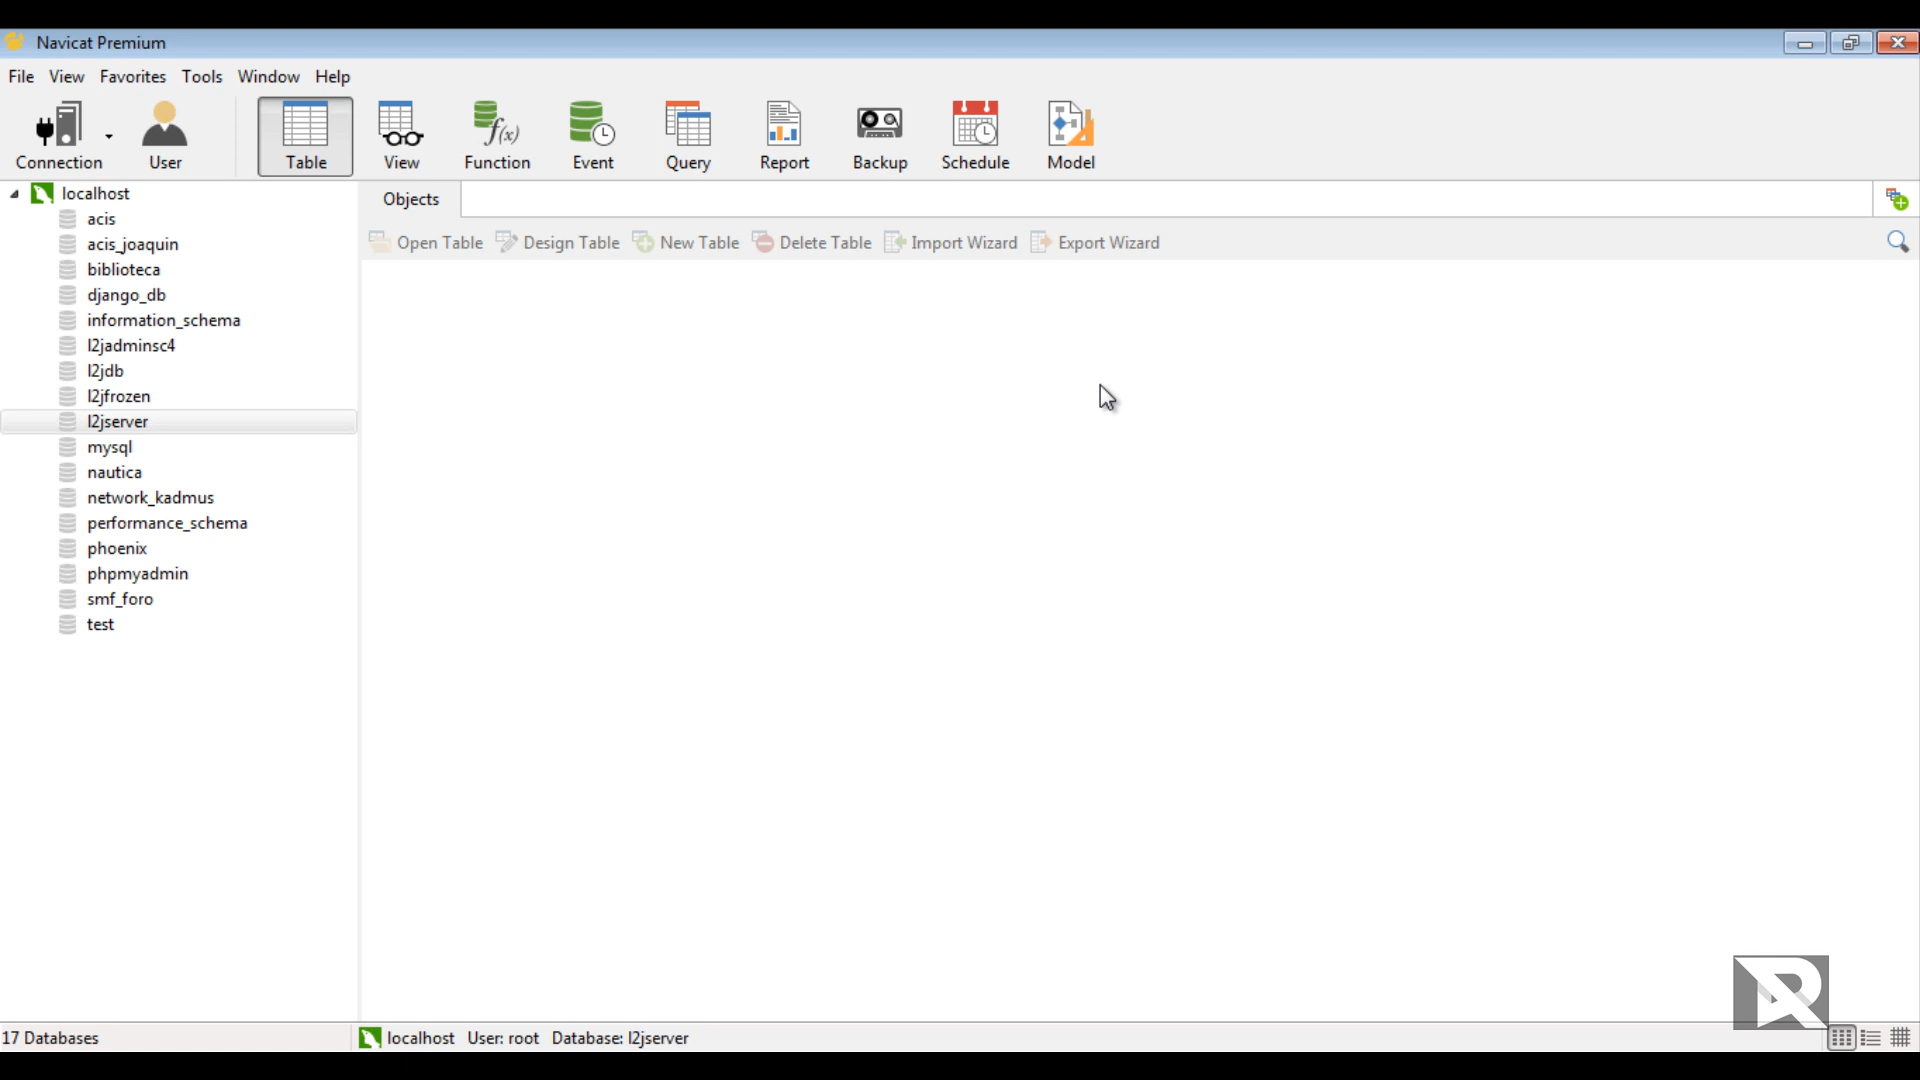 Navicat Premium
File View Favorites Tools Window Help
Connection User Table View Function Event Query Report Backup Schedule Model
localhost
Objects
acis
Open Table Design Table New Table Delete Table Import Wizard Export Wizard
acis_joaquin
biblioteca
django_db
information_schema
l2jadminsc4
l2jdb
l2jfrozen
l2jserver
mysql
nautica
network_kadmus
performance_schema
phoenix
phpmyadmin
smf_foro
test
17 Databases localhost User: root Database: l2jserver